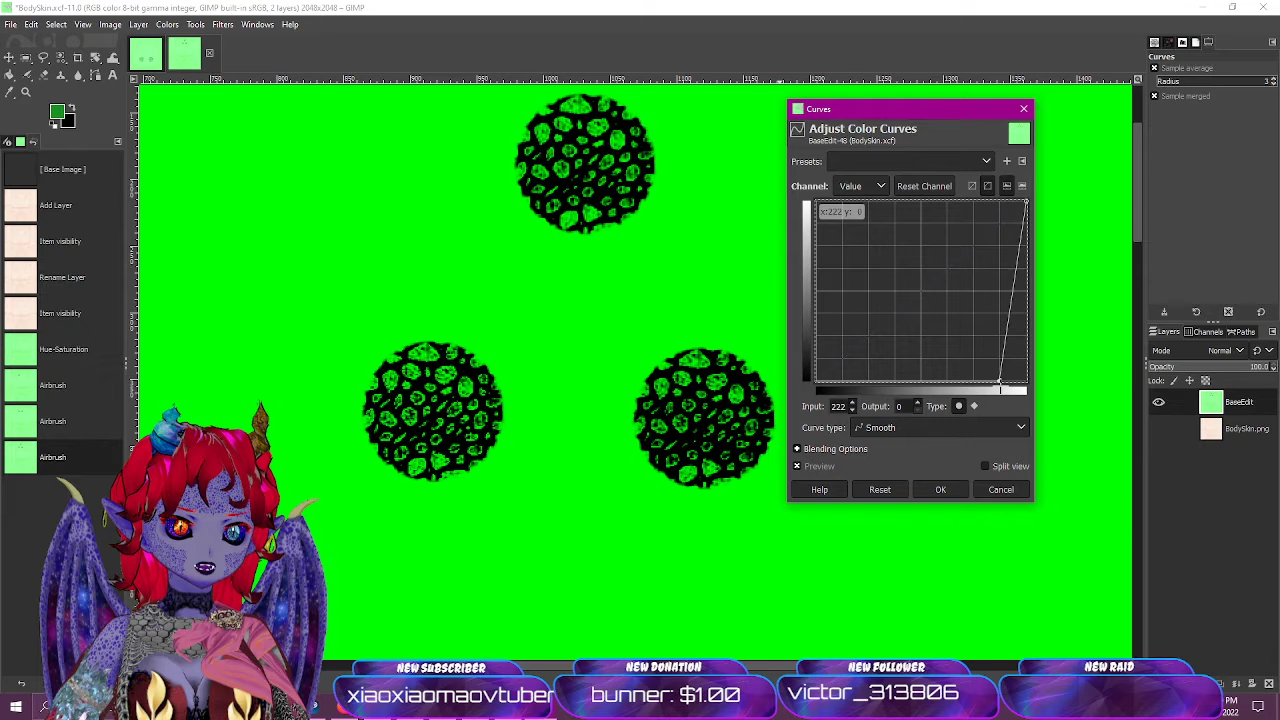 *BodySkin.xcf-11.0 (RGB color 8-bit gamma integer, GIMP built-in sRGB, 2 layers) 2048x2048 – GIMP
File Edit Select View Image Layer Colors Tools Filters Windows Help
Curves
Sample average
Radius
Sample merged
[ Base Image ]
Add Layer
Item visibility
Rename Layer
Item visibility
Hue-Saturation
Airbrush
Airbrush
Airbrush
Curves
Adjust Color Curves
BaseEdit-48 (BodySkin.xcf)
Presets:
Channel: Value Reset Channel
x:222 y: 0
Input: 222 Output: 0 Type:
Curve type: Smooth
Blending Options
Preview Split view
Help Reset OK Cancel
Layers Channels Paths
Mode Normal
Opacity 100.0
Lock:
BaseEdit
BodySkin.png
NEW SUBSCRIBER NEW DONATION NEW FOLLOWER NEW RAID
xiaoxiaomaovtuber bunner: $1.00 victor_313806